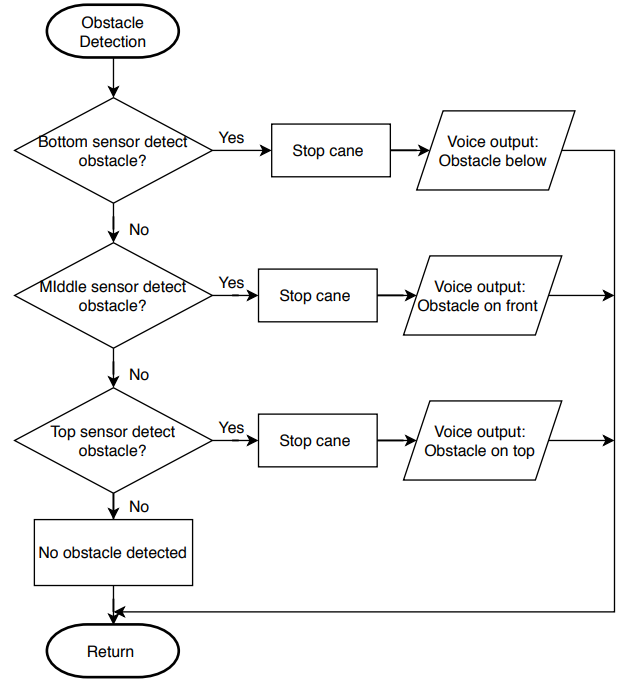 Obstacle
Detection
Bottom sensor detect
obstacle?
Yes
Stop cane
Voice output:
Obstacle below
No
MIddle sensor detect
obstacle?
Yes
Stop cane
Voice output:
Obstacle on front
No
Top sensor detect
obstacle?
Yes
Stop cane
Voice output:
Obstacle on top
No
No obstacle detected
Return